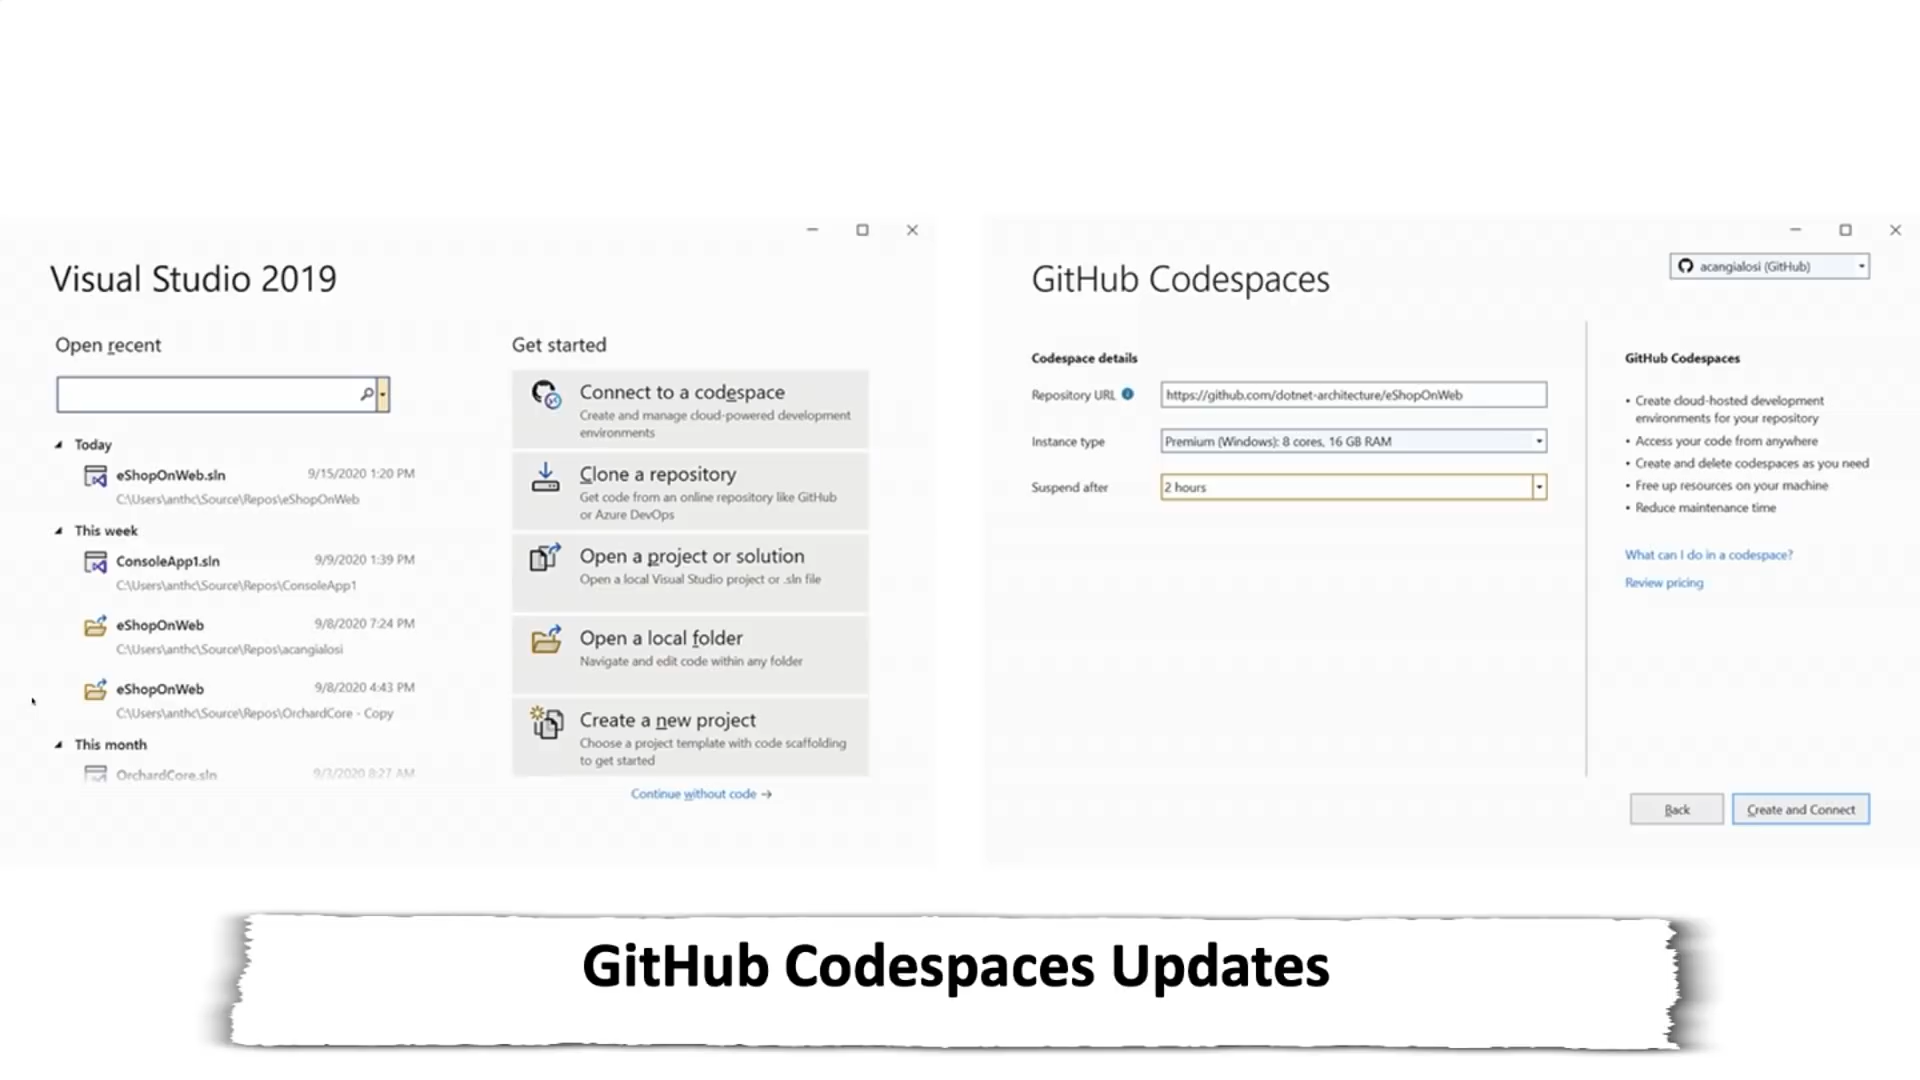 Visual Studio 2019
Open recent
Today
eShopOnWeb.sln 9/15/2020 1:20 PM
C:\Users\anthc\Source\Repos\eShopOnWeb
This week
ConsoleApp1.sln 9/9/2020 1:39 PM
C:\Users\anthc\Source\Repos\ConsoleApp1
eShopOnWeb 9/8/2020 7:24 PM
C:\Users\anthc\Source\Repos\acangialosi
eShopOnWeb 9/8/2020 4:43 PM
C:\Users\anthc\Source\Repos\OrchardCore - Copy
This month
OrchardCore.sln 9/3/2020 8:27 AM
Get started
Connect to a codespace
Create and manage cloud-powered development
environments
Clone a repository
Get code from an online repository like GitHub
or Azure DevOps
Open a project or solution
Open a local Visual Studio project or .sln file
Open a local folder
Navigate and edit code within any folder
Create a new project
Choose a project template with code scaffolding
to get started
Continue without code →
GitHub Codespaces
acangialosi (GitHub)
Codespace details
Repository URL https://github.com/dotnet-architecture/eShopOnWeb
Instance type Premium (Windows): 8 cores, 16 GB RAM
Suspend after 2 hours
GitHub Codespaces
• Create cloud-hosted development
environments for your repository
• Access your code from anywhere
• Create and delete codespaces as you need
• Free up resources on your machine
• Reduce maintenance time
What can I do in a codespace?
Review pricing
Back Create and Connect
GitHub Codespaces Updates